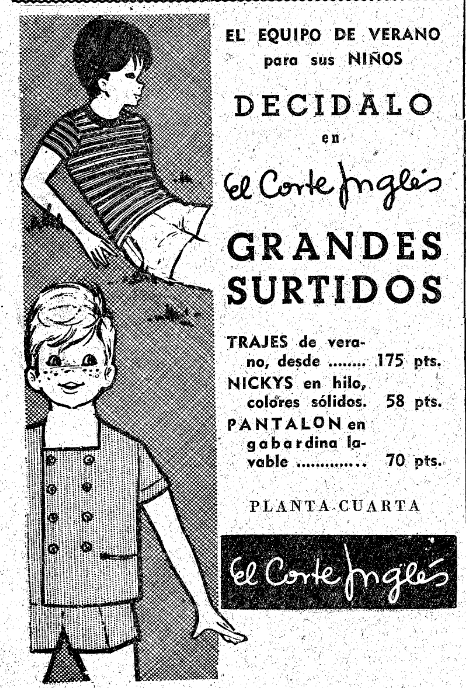 EL EQUIPO DE VERANO
para sus NIÑOS
DECIDALO
en
El Corte Inglés
GRANDES
SURTIDOS
TRAJES de vera-
no, desde ........ 175 pts.
NICKYS en hilo,
colores sólidos. 58 pts.
PANTALON en
gabardina la-
vable ............. 70 pts.
PLANTA CUARTA
El Corte Inglés